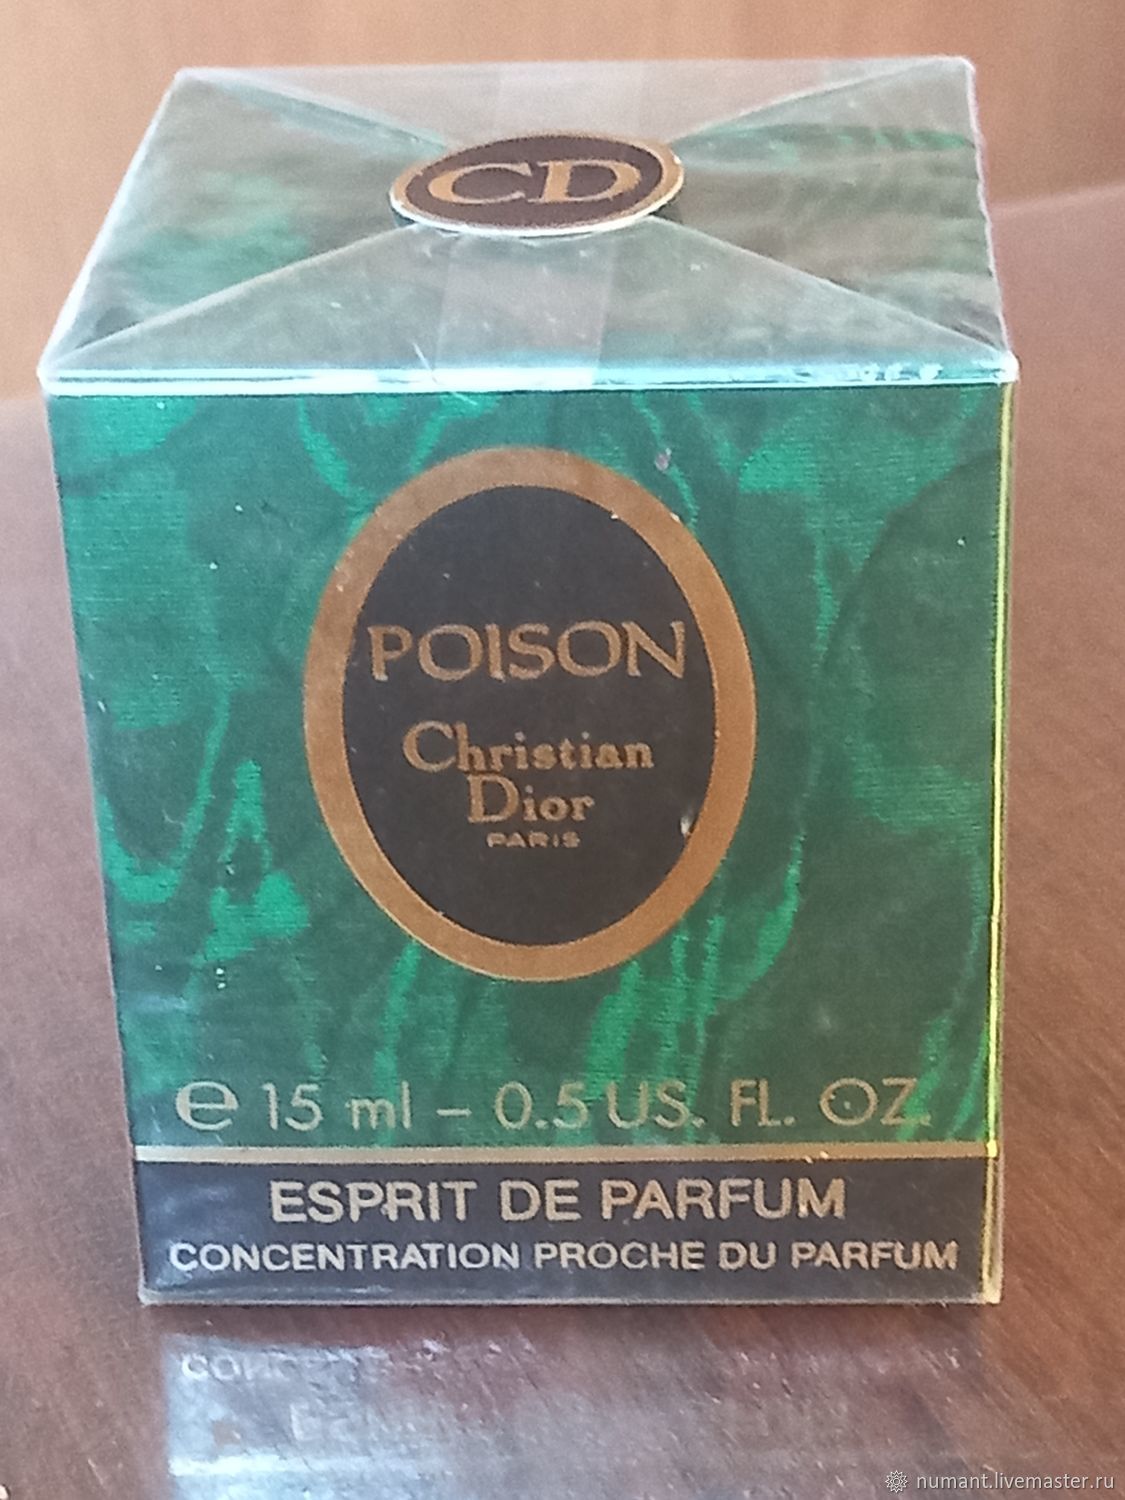 CD
POISON
Christian
Dior
PARIS
℮ 15 ml – 0.5 US. FL. OZ.
ESPRIT DE PARFUM
CONCENTRATION PROCHE DU PARFUM
numant.livemaster.ru